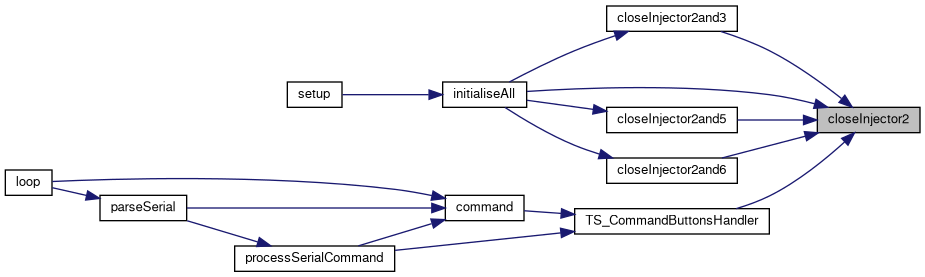 closeInjector2and3
setup
initialiseAll
closeInjector2and5
closeInjector2
closeInjector2and6
loop
parseSerial
command
TS_CommandButtonsHandler
processSerialCommand